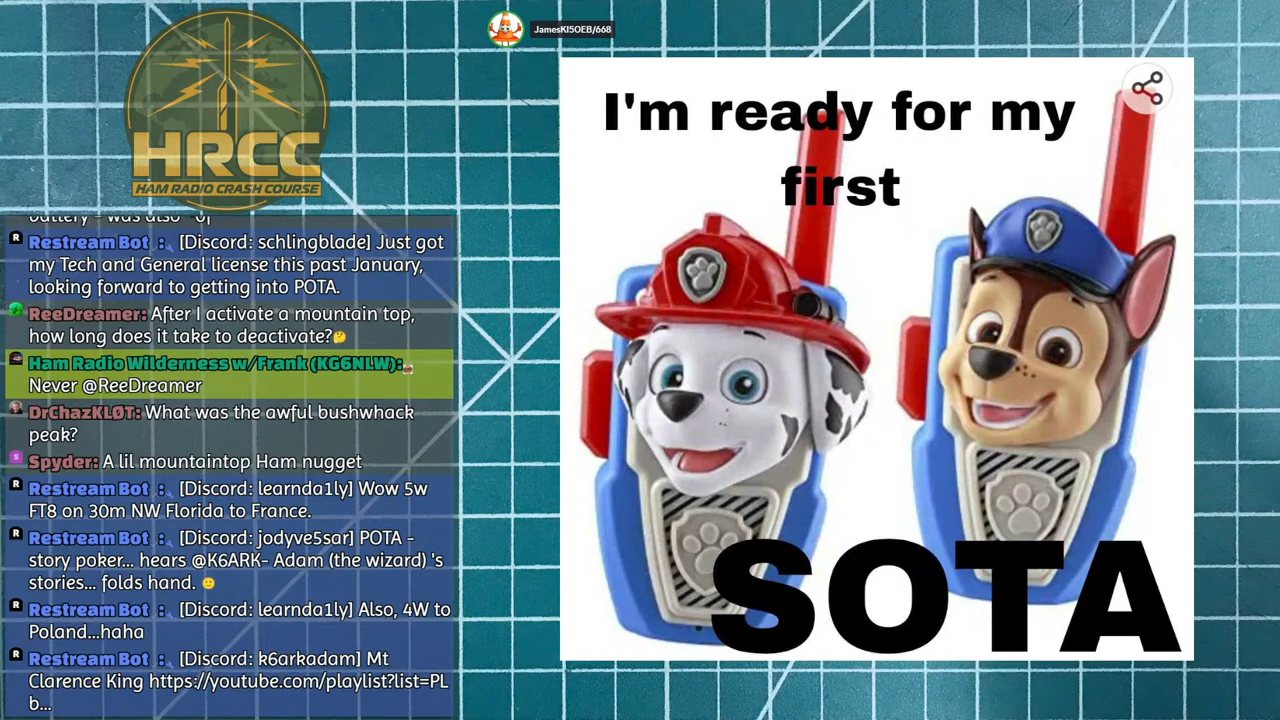 JamesKI5OEB/668
HRCC
HAM RADIO CRASH COURSE
I'm ready for my
first
SOTA
battery - was also
Restream Bot : [Discord: schlingblade] Just got
my Tech and General license this past January,
looking forward to getting into POTA.
ReeDreamer: After I activate a mountain top,
how long does it take to deactivate?🤔
Ham Radio Wilderness w/Frank (KG6NLW):
Never @ReeDreamer
DrChazKLØT: What was the awful bushwhack
peak?
Spyder: A lil mountaintop Ham nugget
Restream Bot : [Discord: learnda1ly] Wow 5w
FT8 on 30m NW Florida to France.
Restream Bot : [Discord: jodyve5sar] POTA -
story poker... hears @K6ARK- Adam (the wizard) 's
stories... folds hand. 🙂
Restream Bot : [Discord: learnda1ly] Also, 4W to
Poland...haha
Restream Bot : [Discord: k6arkadam] Mt
Clarence King https://youtube.com/playlist?list=PL
b...